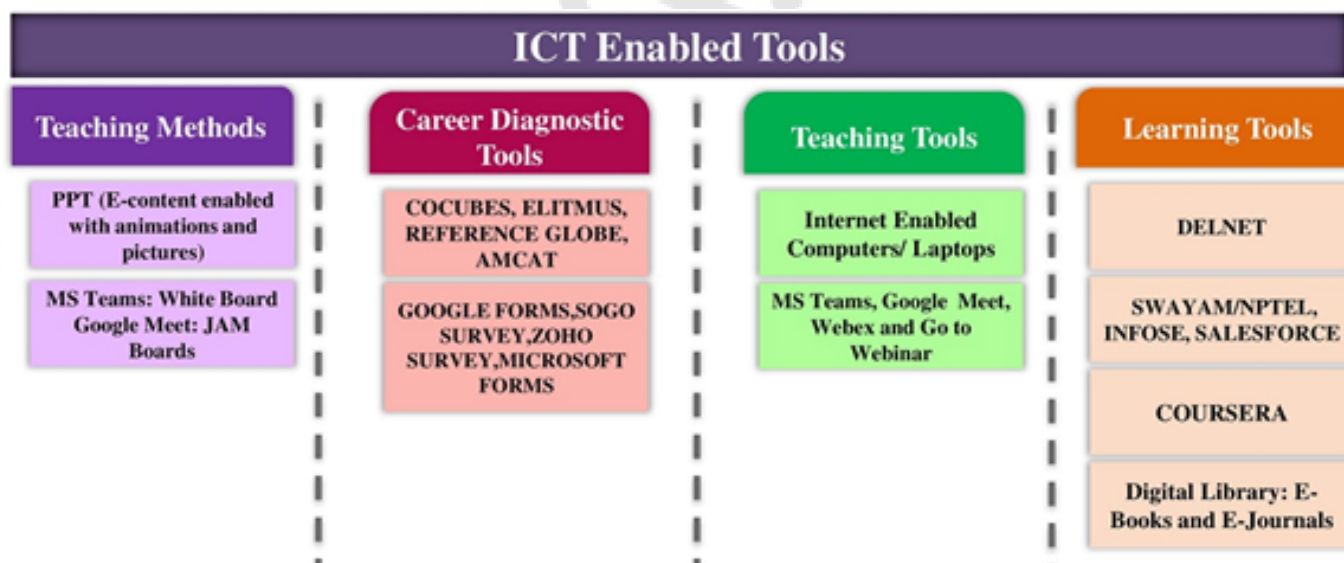 ICT Enabled Tools
Teaching Methods
PPT (E-content enabled
with animations and
pictures)
MS Teams: White Board
Google Meet: JAM
Boards
Career Diagnostic
Tools
COCUBES, ELITMUS,
REFERENCE GLOBE,
AMCAT
GOOGLE FORMS,SOGO
SURVEY,ZOHO
SURVEY,MICROSOFT
FORMS
Teaching Tools
Internet Enabled
Computers/ Laptops
MS Teams, Google Meet,
Webex and Go to
Webinar
Learning Tools
DELNET
SWAYAM/NPTEL,
INFOSE, SALESFORCE
COURSERA
Digital Library: E-
Books and E-Journals